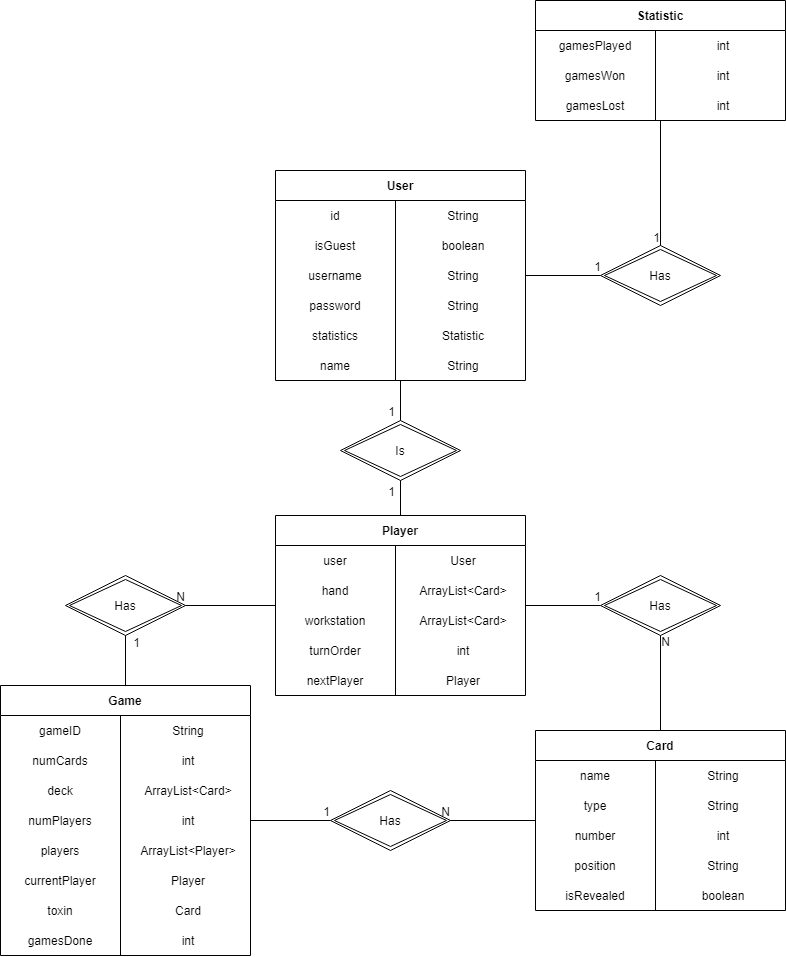 Statistic
gamesPlayed int
gamesWon int
gamesLost int
1
User
id String
isGuest boolean
username String
password String
statistics Statistic
name String
1
Has
1
Is
1
Player
user User
hand ArrayList<Card>
workstation ArrayList<Card>
turnOrder int
nextPlayer Player
Has
N
1
Has
1
N
Game
gameID String
numCards int
deck ArrayList<Card>
numPlayers int
players ArrayList<Player>
currentPlayer Player
toxin Card
gamesDone int
1
Has
N
Card
name String
type String
number int
position String
isRevealed boolean